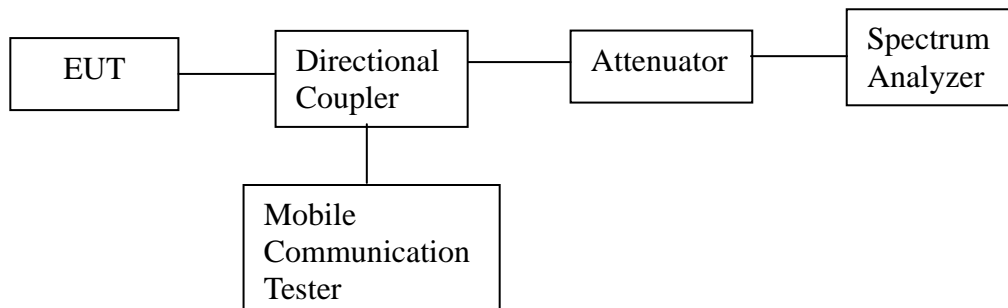 EUT
Directional
Coupler
Attenuator
Spectrum
Analyzer
Mobile
Communication
Tester